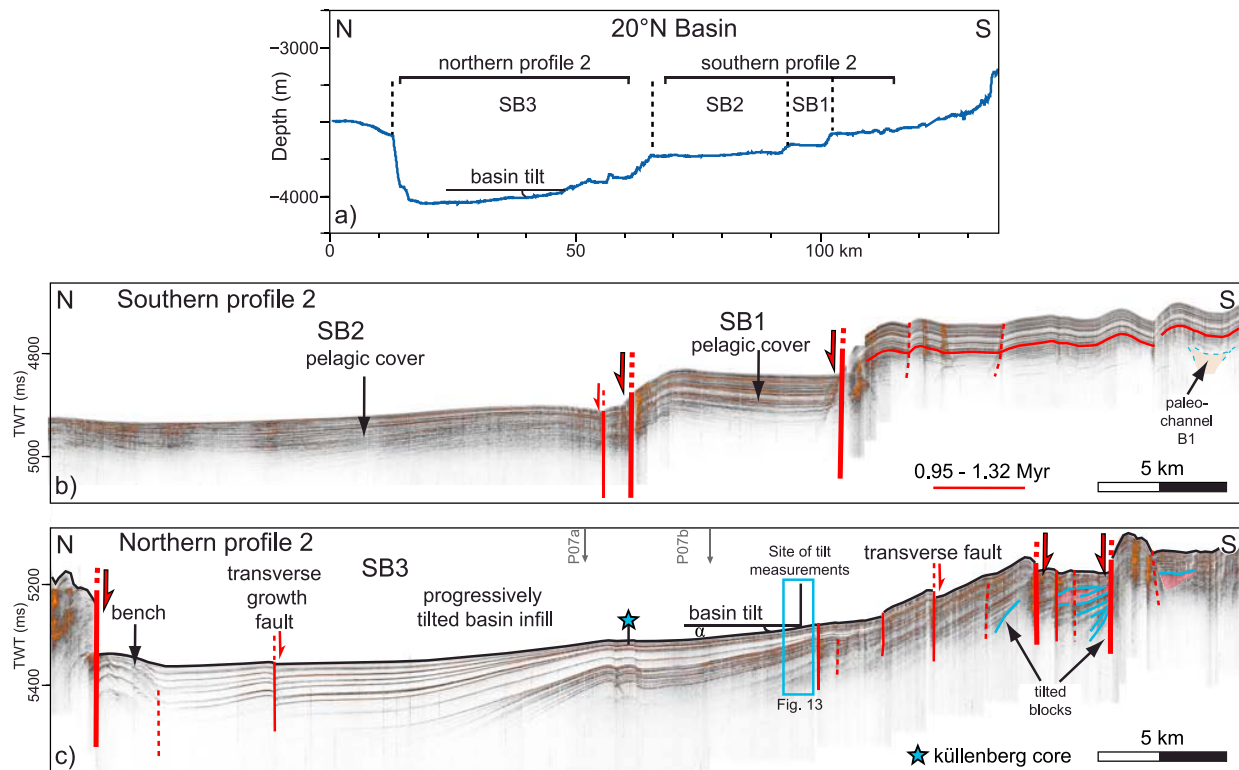 N
20°N Basin
S
−3000
northern profile 2
southern profile 2
SB3
SB2
SB1
Depth (m)
basin tilt
−4000
a)
0
50
100 km
N
Southern profile 2
S
SB2
pelagic cover
SB1
pelagic cover
4800
TWT (ms)
5000
paleo-
channel
B1
0.95 - 1.32 Myr
5 km
b)
N
Northern profile 2
S
SB3
P07a
P07b
Site of tilt
measurements
transverse fault
transverse
growth
fault
bench
progressively
tilted basin infill
basin tilt
α
5200
TWT (ms)
5400
Fig. 13
tilted
blocks
küllenberg core
5 km
c)